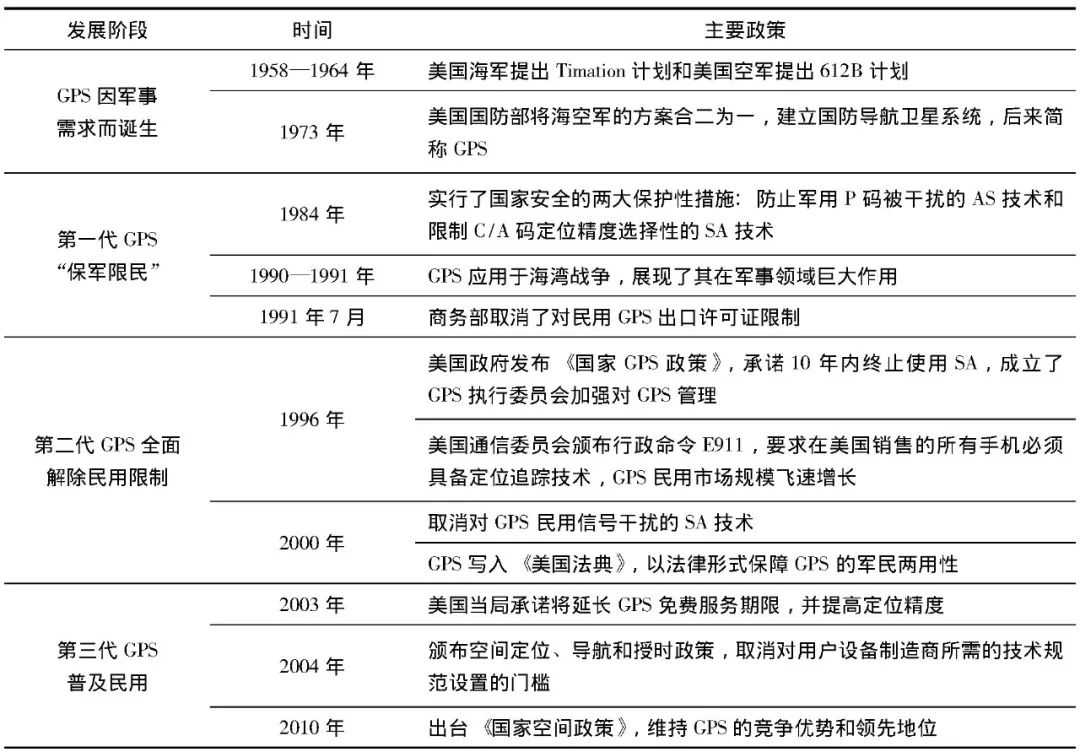 发展阶段 时间 主要政策
GPS 因军事
需求而诞生
1958—1964 年 美国海军提出 Timation 计划和美国空军提出 612B 计划
1973 年
美国国防部将海空军的方案合二为一，建立国防导航卫星系统，后来简
称 GPS
第一代 GPS
“保军限民”
1984 年
实行了国家安全的两大保护性措施：防止军用 P 码被干扰的 AS 技术和
限制 C/A 码定位精度选择性的 SA 技术
1990—1991 年 GPS 应用于海湾战争，展现了其在军事领域巨大作用
1991 年 7 月 商务部取消了对民用 GPS 出口许可证限制
第二代 GPS 全面
解除民用限制
1996 年
美国政府发布《国家 GPS 政策》，承诺 10 年内终止使用 SA，成立了
GPS 执行委员会加强对 GPS 管理
美国通信委员会颁布行政命令 E911，要求在美国销售的所有手机必须
具备定位追踪技术，GPS 民用市场规模飞速增长
2000 年
取消对 GPS 民用信号干扰的 SA 技术
GPS 写入《美国法典》，以法律形式保障 GPS 的军民两用性
第三代 GPS
普及民用
2003 年 美国当局承诺将延长 GPS 免费服务期限，并提高定位精度
2004 年
颁布空间定位、导航和授时政策，取消对用户设备制造商所需的技术规
范设置的门槛
2010 年 出台《国家空间政策》，维持 GPS 的竞争优势和领先地位